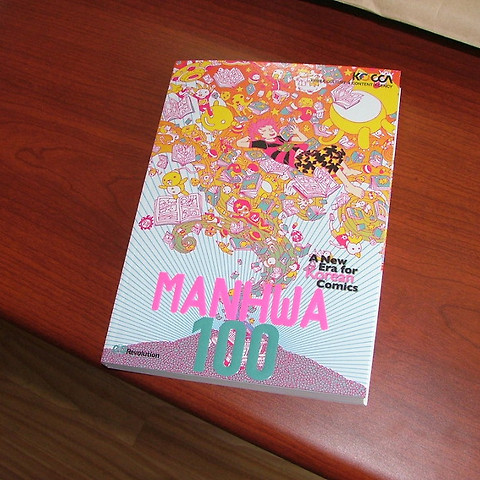 KOCCA
A New
Era for
Korean
Comics
MANHWA
100
Revolution